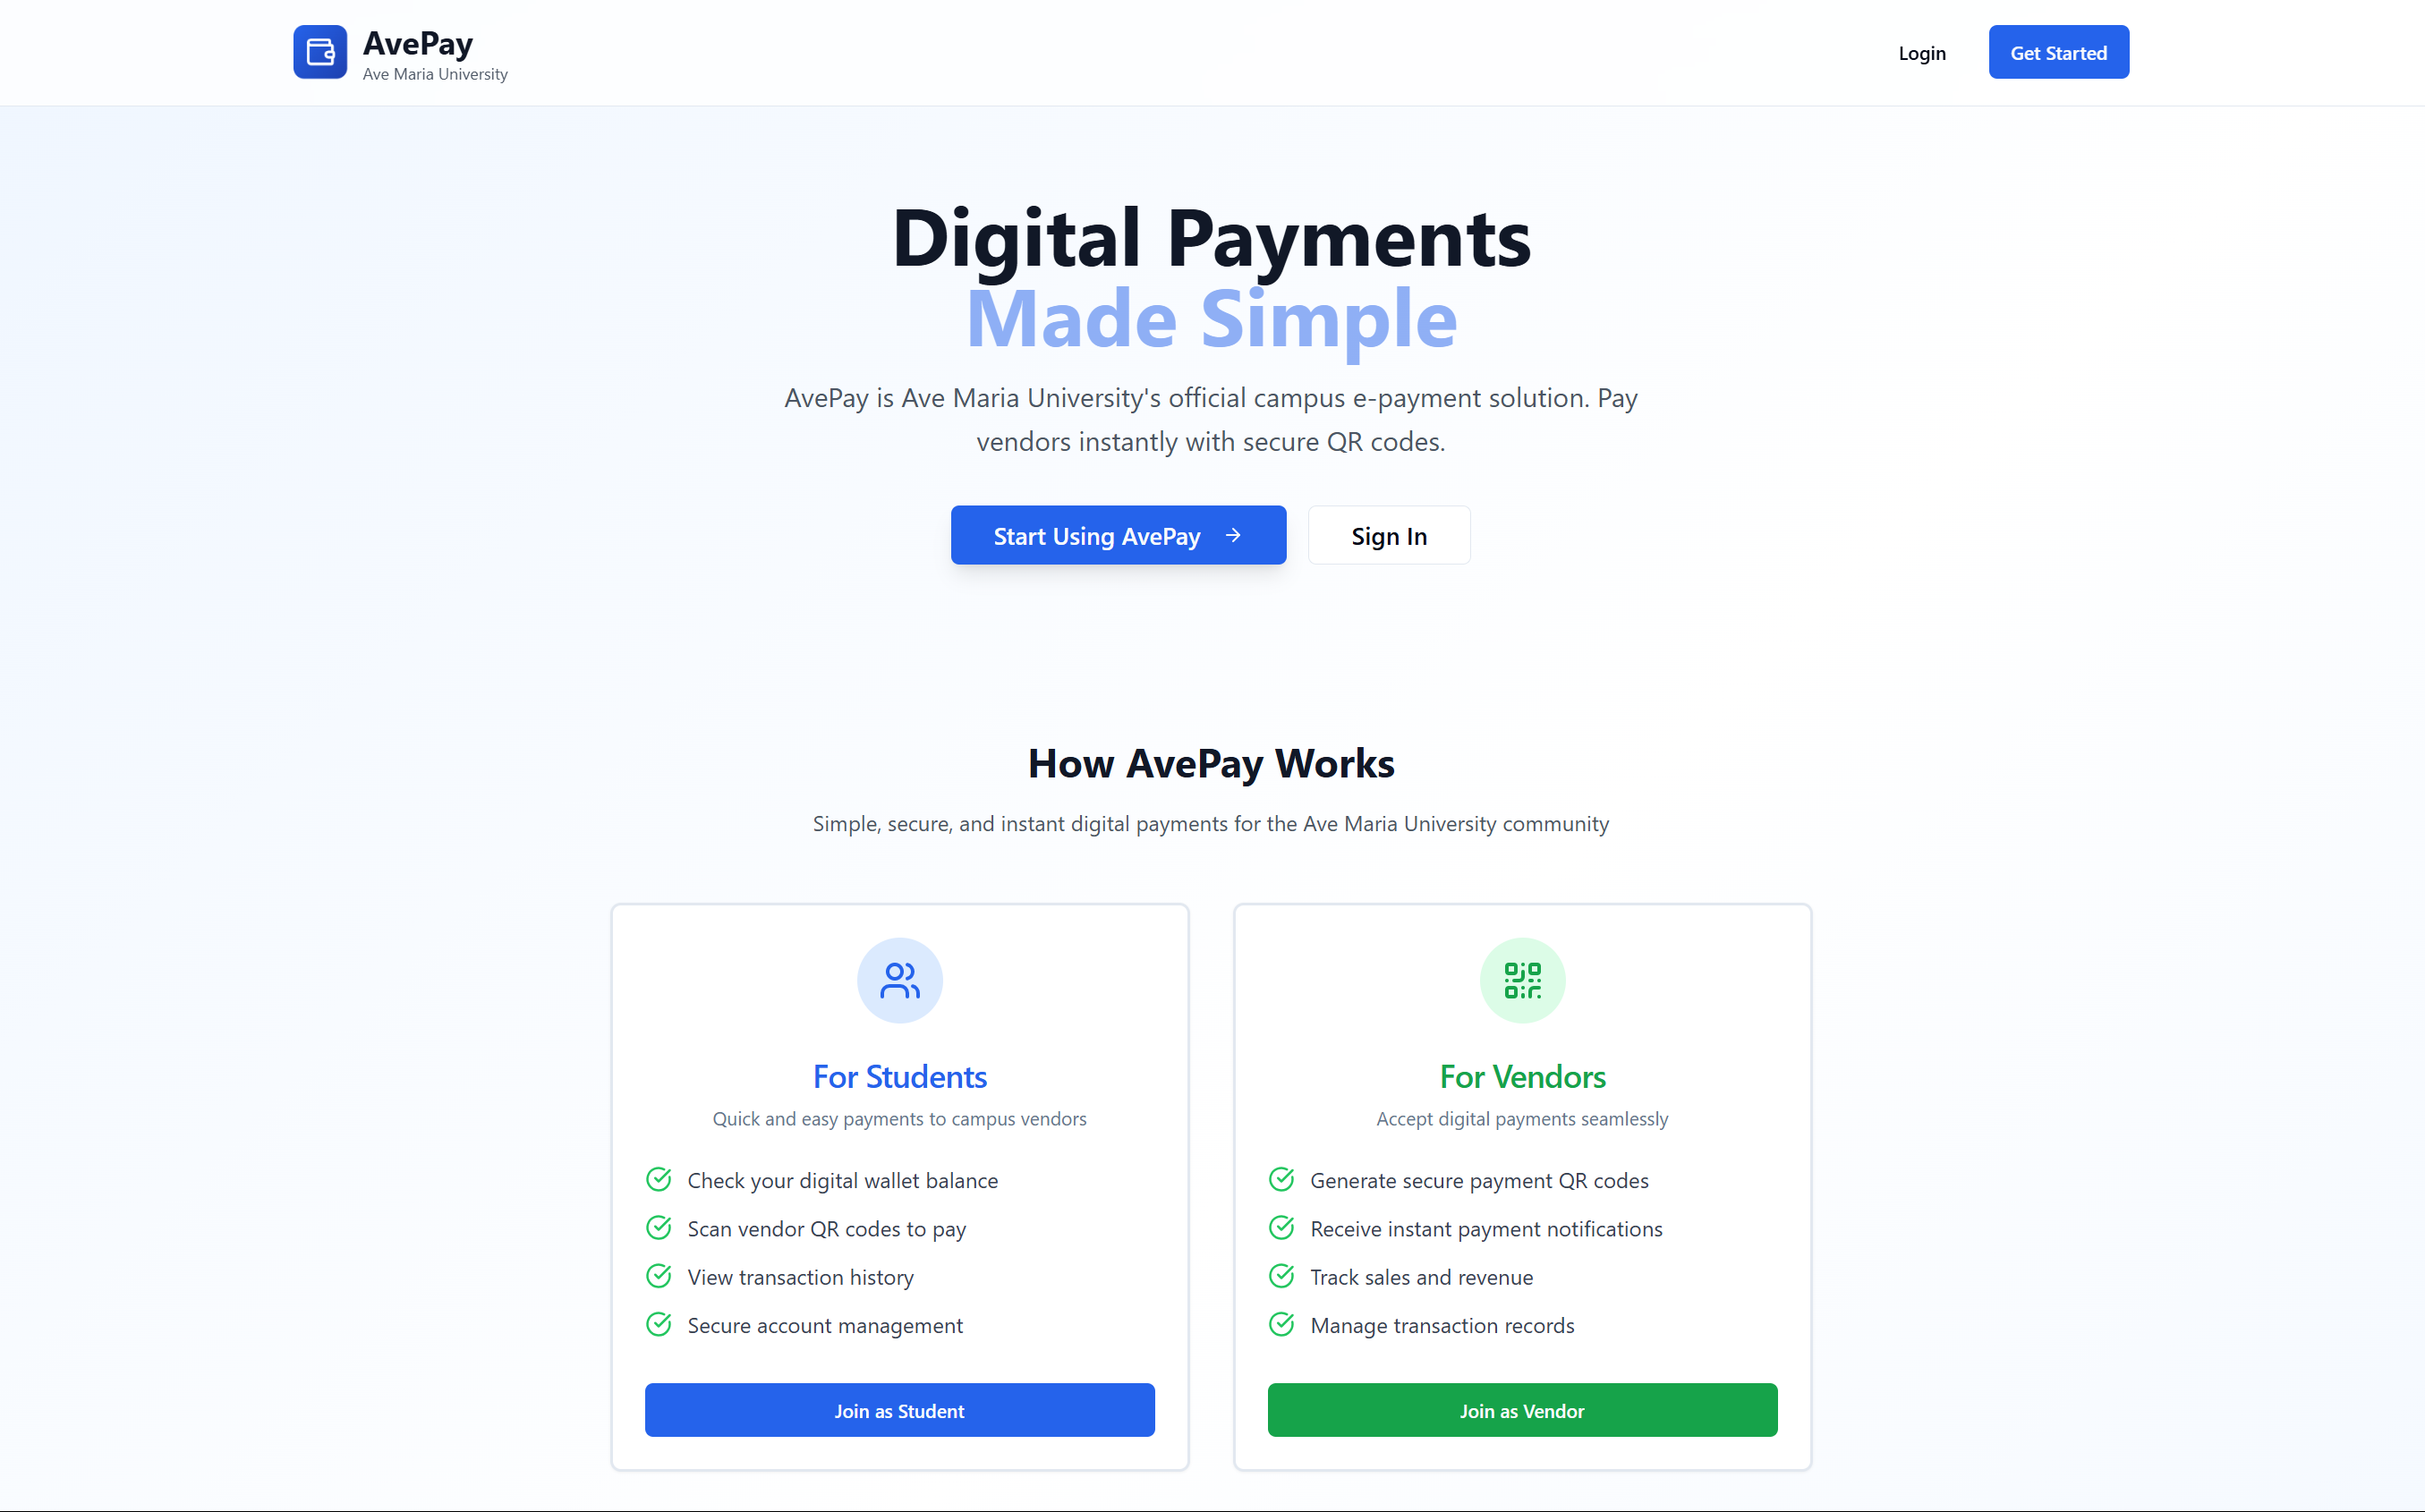 AvePay
Ave Maria University
Login
Get Started
Digital Payments
Made Simple
AvePay is Ave Maria University's official campus e-payment solution. Pay
vendors instantly with secure QR codes.
Start Using AvePay
Sign In
How AvePay Works
Simple, secure, and instant digital payments for the Ave Maria University community
For Students
Quick and easy payments to campus vendors
Check your digital wallet balance
Scan vendor QR codes to pay
View transaction history
Secure account management
Join as Student
For Vendors
Accept digital payments seamlessly
Generate secure payment QR codes
Receive instant payment notifications
Track sales and revenue
Manage transaction records
Join as Vendor